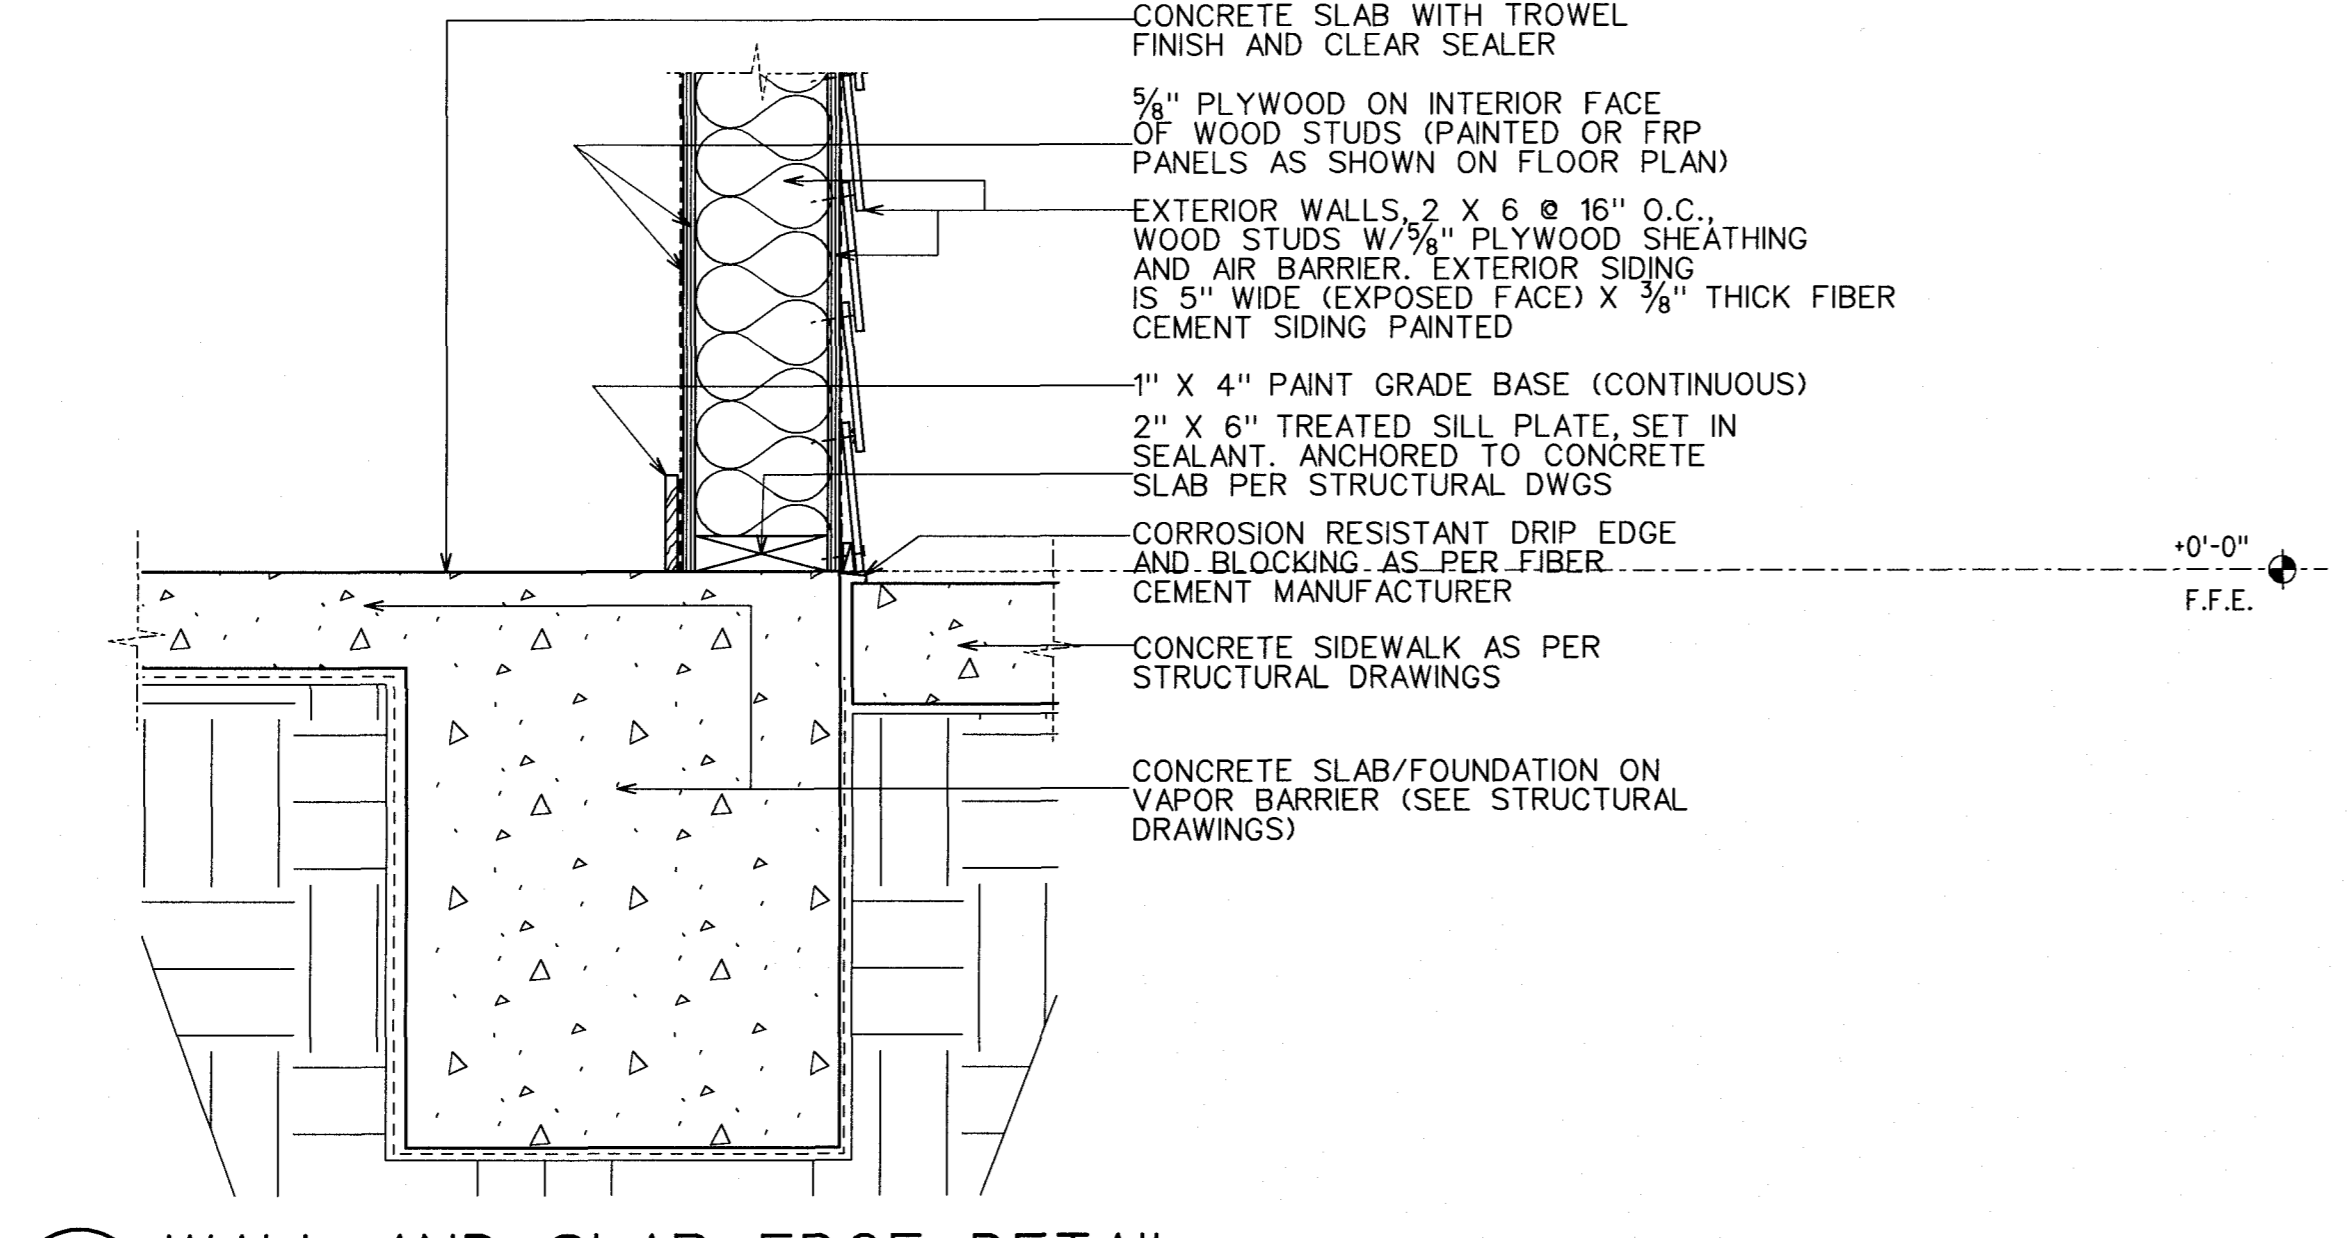 CONCRETE SLAB WITH TROWEL
FINISH AND CLEAR SEALER
⅝" PLYWOOD ON INTERIOR FACE
OF WOOD STUDS (PAINTED OR FRP
PANELS AS SHOWN ON FLOOR PLAN)
EXTERIOR WALLS, 2 X 6 @ 16" O.C.,
WOOD STUDS W/⅝" PLYWOOD SHEATHING
AND AIR BARRIER. EXTERIOR SIDING
IS 5" WIDE (EXPOSED FACE) X ⅜" THICK FIBER
CEMENT SIDING PAINTED
1" X 4" PAINT GRADE BASE (CONTINUOUS)
2" X 6" TREATED SILL PLATE, SET IN
SEALANT. ANCHORED TO CONCRETE
SLAB PER STRUCTURAL DWGS
CORROSION RESISTANT DRIP EDGE
AND BLOCKING AS PER FIBER
CEMENT MANUFACTURER
+0'-0"
F.F.E.
CONCRETE SIDEWALK AS PER
STRUCTURAL DRAWINGS
CONCRETE SLAB/FOUNDATION ON
VAPOR BARRIER (SEE STRUCTURAL
DRAWINGS)
WALL AND SLAB EDGE DETAIL